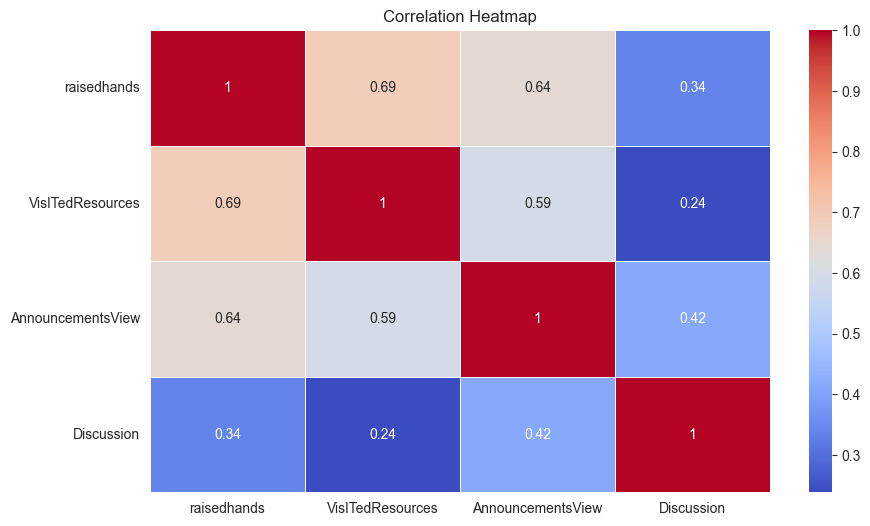 Correlation Heatmap
raisedhands 1 0.69 0.64 0.34
VisITedResources 0.69 1 0.59 0.24
AnnouncementsView 0.64 0.59 1 0.42
Discussion 0.34 0.24 0.42 1
raisedhands VisITedResources AnnouncementsView Discussion
1.0
0.9
0.8
0.7
0.6
0.5
0.4
0.3